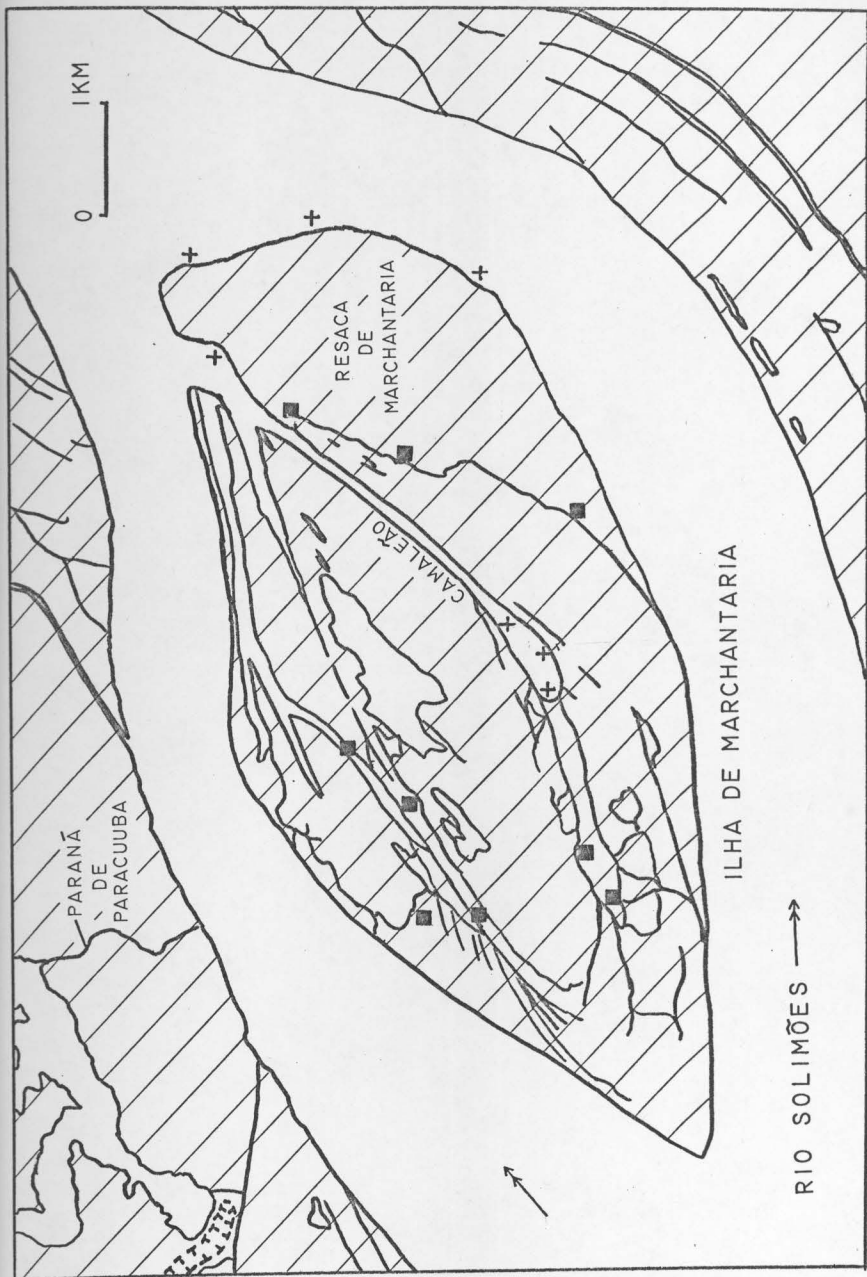 0 1KM
PARANÁ
DE
PARACUUBA
RESACA
DE
MARCHANTARIA
CAMALEÃO
ILHA DE MARCHANTARIA
RIO SOLIMÕES